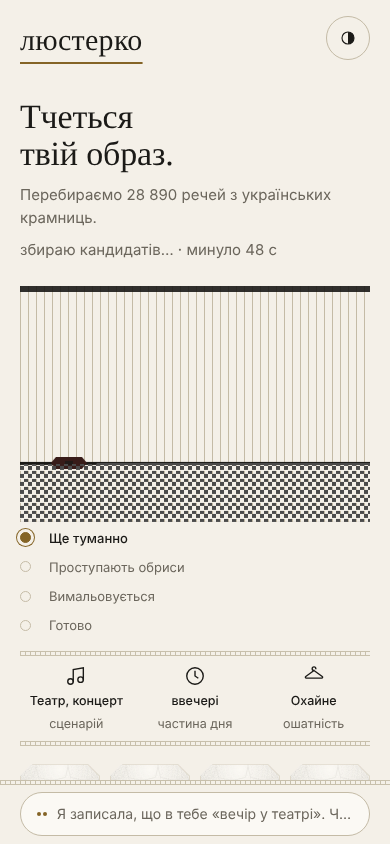 люстерко
Тчеться
твій образ.
Перебираємо 28 890 речей з українських
крамниць.
збираю кандидатів... · минуло 48 с
Ще туманно
Проступають обриси
Вимальовується
Готово
Театр, концерт
ввечері
Охайне
сценарій
частина дня
ошатність
Я записала, що в тебе «вечір у театрі». Ч...